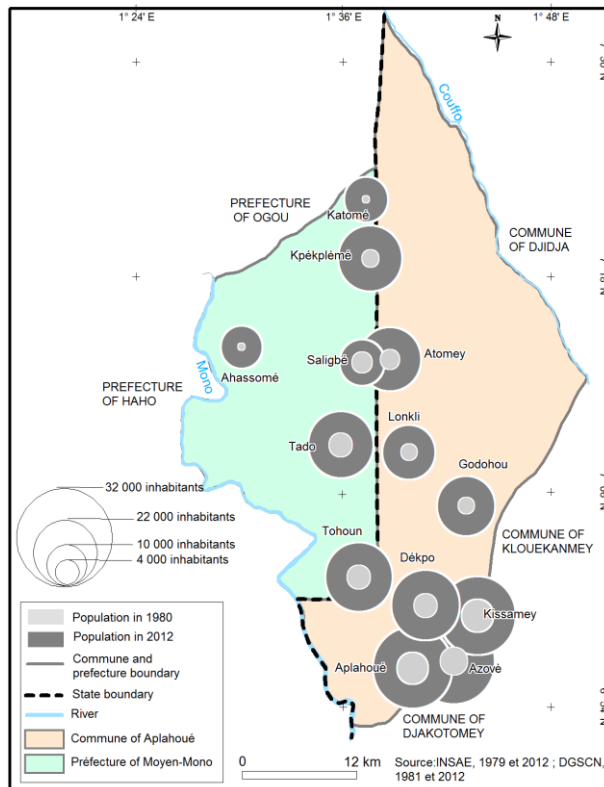 1° 24' E
1° 36' E
1° 48' E
Couffo
PREFECTURE
OF OGOU
Katomé
COMMUNE
OF DJIDJA
Kpékplémé
Saligbé
Atomey
Ahassomé
Mono
PREFECTURE
OF HAHO
Lonkli
Tado
Godohou
32 000 inhabitants
22 000 inhabitants
10 000 inhabitants
4 000 inhabitants
Tohoun
COMMUNE OF
KLOUEKANMEY
Dékpo
Kissamey
Aplahoué
Azovè
COMMUNE OF
DJAKOTOMEY
Population in 1980
Population in 2012
Commune and
prefecture boundary
State boundary
River
Commune of Aplahoué
Préfecture of Moyen-Mono
0 12 km
Source:INSAE, 1979 et 2012 ; DGSCN,
1981 et 2012